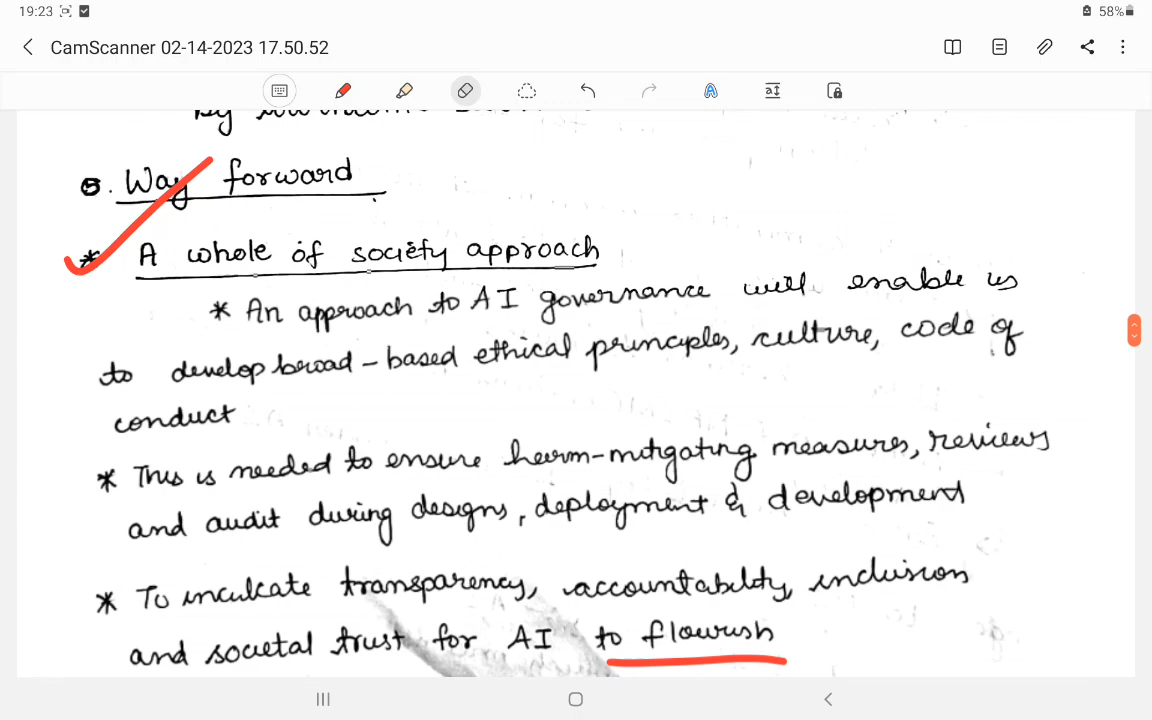 19:23
58%
CamScanner 02-14-2023 17.50.52
By
5. Way forward
* A whole of society approach
* An approach to AI governance will enable us
to develop broad-based ethical principles, culture, code of
conduct
* This is needed to ensure harm-mitigating measures, reviews
and audit during designs, deployment & development
* To inculcate transparency, accountability, inclusion
and societal trust for AI to flourish